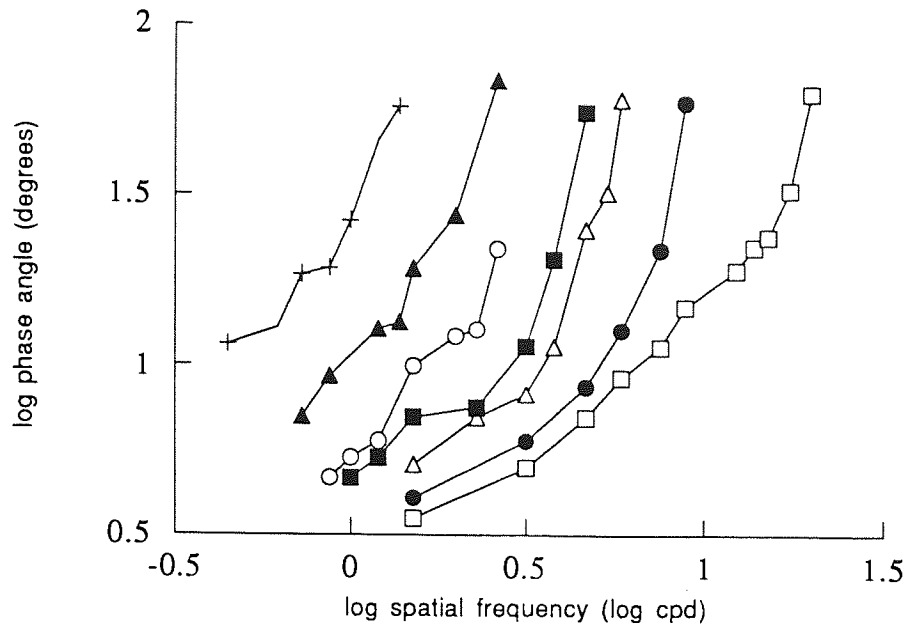 2
1.5
1
0.5
-0.5 0 0.5 1 1.5
log phase angle (degrees)
log spatial frequency (log cpd)